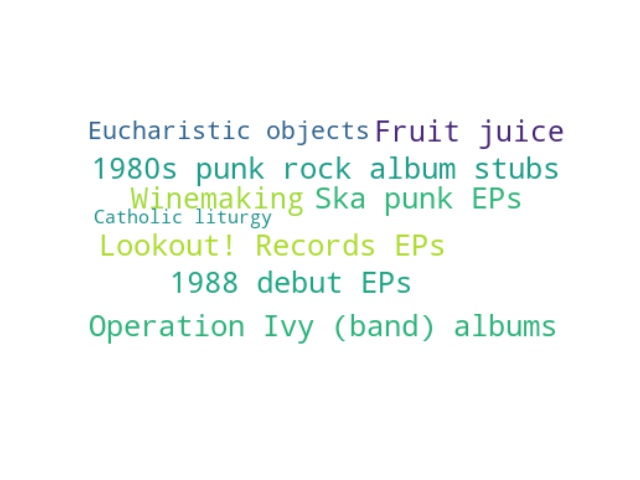 Eucharistic objects Fruit juice
1980s punk rock album stubs
Winemaking Ska punk EPs
Catholic liturgy
Lookout! Records EPs
1988 debut EPs
Operation Ivy (band) albums